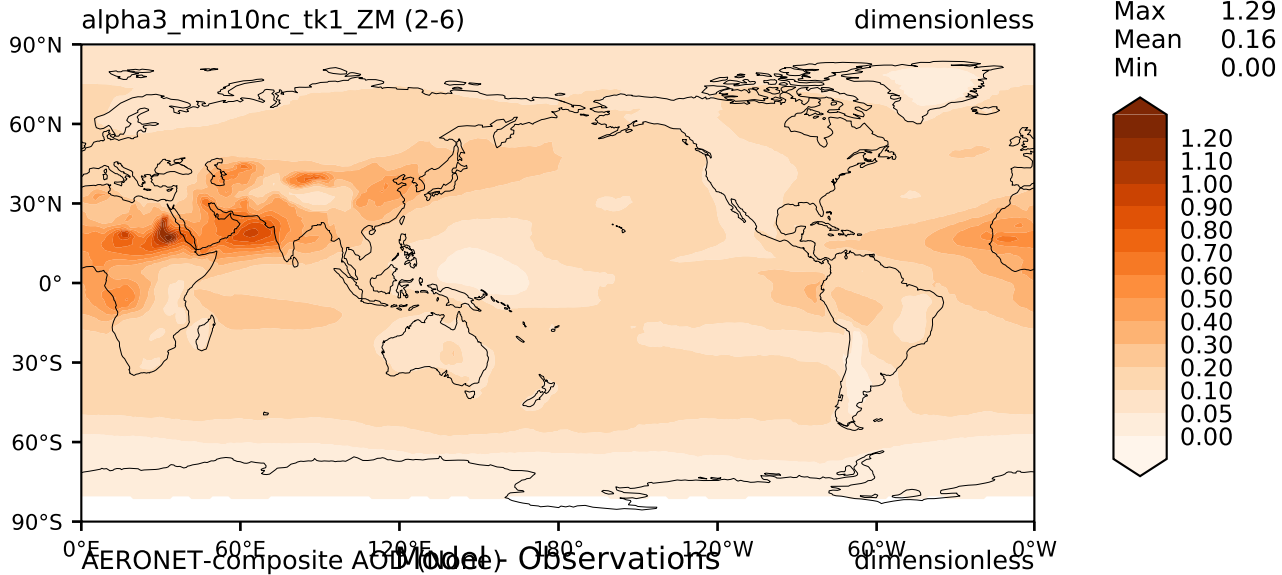 alpha3_min10nc_tk1_ZM (2-6) dimensionless
Max 1.29
Mean 0.16
Min 0.00
90°N
60°N
30°N
0°
30°S
60°S
90°S
1.20
1.10
1.00
0.90
0.80
0.70
0.60
0.50
0.40
0.30
0.20
0.10
0.05
0.00
0°E 60°E 120°E 180° 120°W 60°W 0°W
AERONET-composite AOD (None) dimensionless
Model - Observations